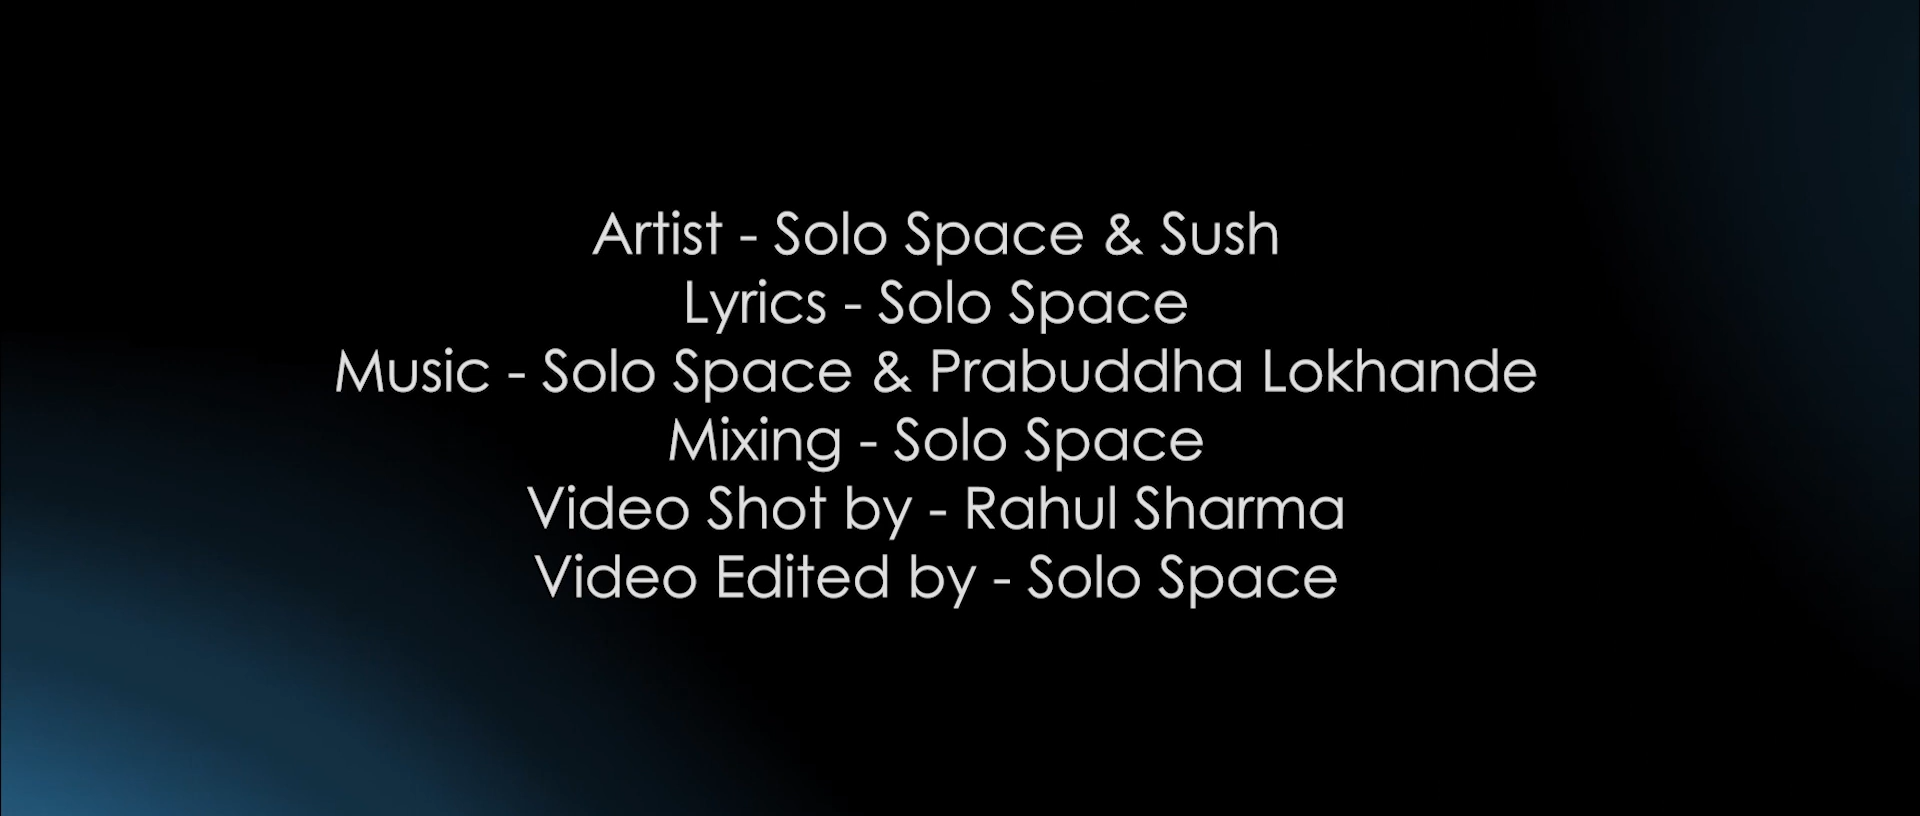 Artist - Solo Space & Sush
Lyrics - Solo Space
Music - Solo Space & Prabuddha Lokhande
Mixing - Solo Space
Video Shot by - Rahul Sharma
Video Edited by - Solo Space